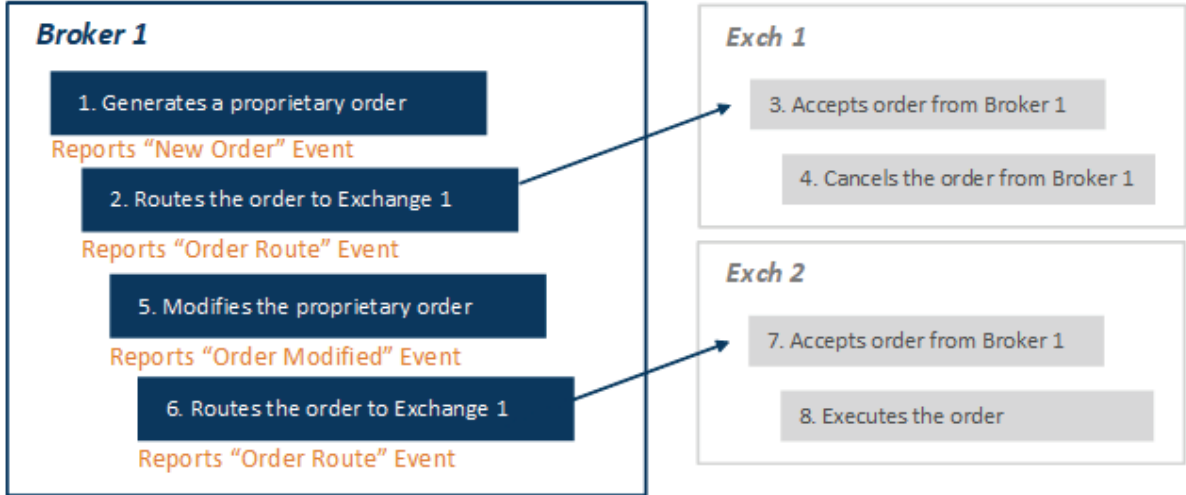 Broker 1
1. Generates a proprietary order
Reports “New Order” Event
2. Routes the order to Exchange 1
Reports “Order Route” Event
5. Modifies the proprietary order
Reports “Order Modified” Event
6. Routes the order to Exchange 1
Reports “Order Route” Event
Exch 1
3. Accepts order from Broker 1
4. Cancels the order from Broker 1
Exch 2
7. Accepts order from Broker 1
8. Executes the order